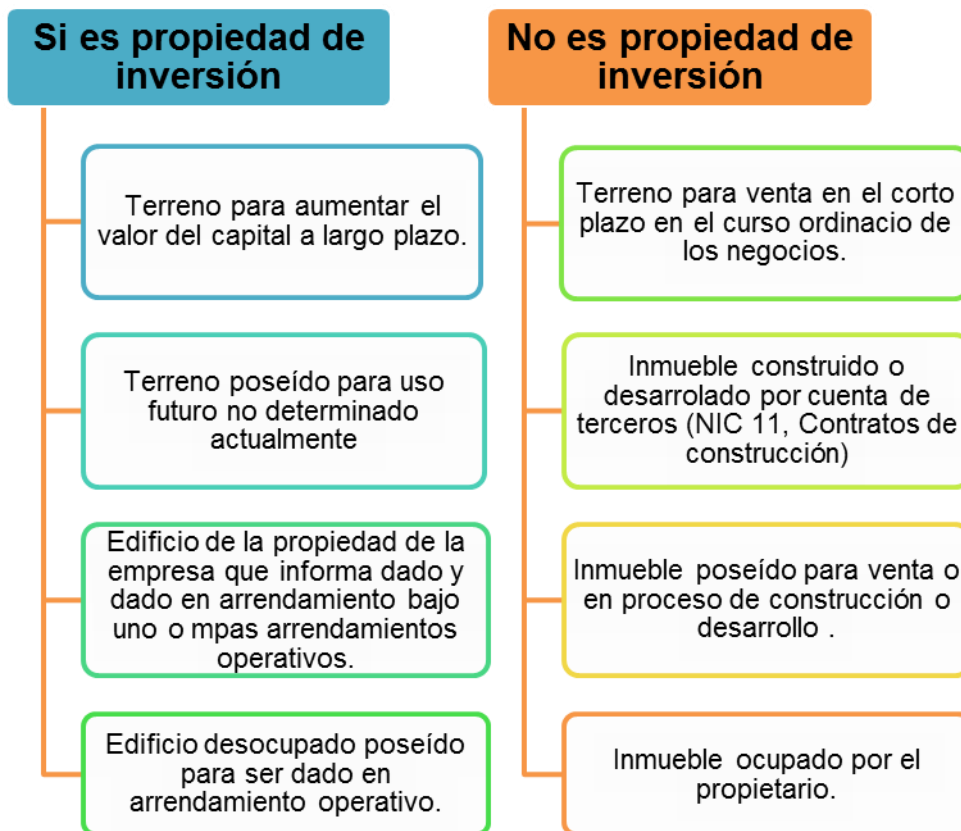 Si es propiedad de
inversión
Terreno para aumentar el
valor del capital a largo plazo.
Terreno poseído para uso
futuro no determinado
actualmente
Edificio de la propiedad de la
empresa que informa dado y
dado en arrendamiento bajo
uno o mpas arrendamientos
operativos.
Edificio desocupado poseído
para ser dado en
arrendamiento operativo.
No es propiedad de
inversión
Terreno para venta en el corto
plazo en el curso ordinacio de
los negocios.
Inmueble construido o
desarrolado por cuenta de
terceros (NIC 11, Contratos de
construcción)
Inmueble poseído para venta o
en proceso de construcción o
desarrollo .
Inmueble ocupado por el
propietario.